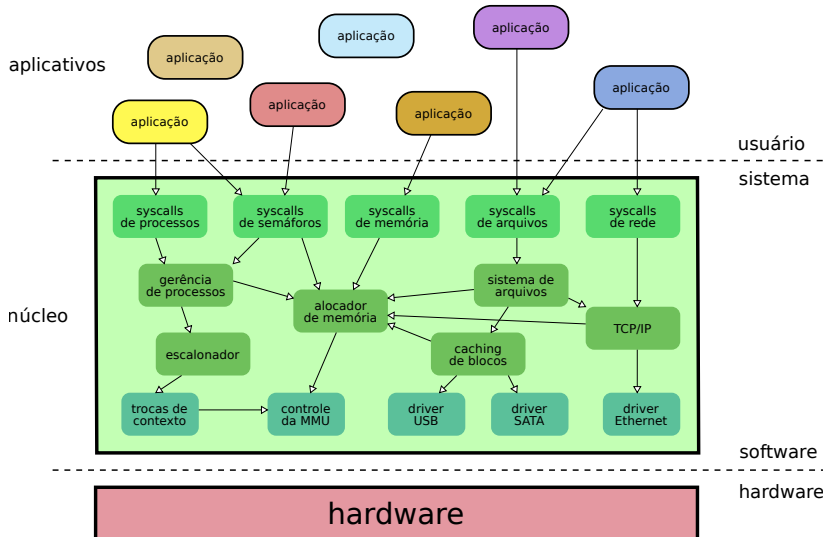 aplicação
aplicação
aplicação
aplicativos
aplicação
aplicação
aplicação
aplicação
usuário
sistema
syscalls
de processos
syscalls
de semáforos
syscalls
de memória
syscalls
de arquivos
syscalls
de rede
gerência
de processos
sistema de
arquivos
núcleo
alocador
de memória
TCP/IP
escalonador
caching
de blocos
trocas de
contexto
controle
da MMU
driver
USB
driver
SATA
driver
Ethernet
software
hardware
hardware